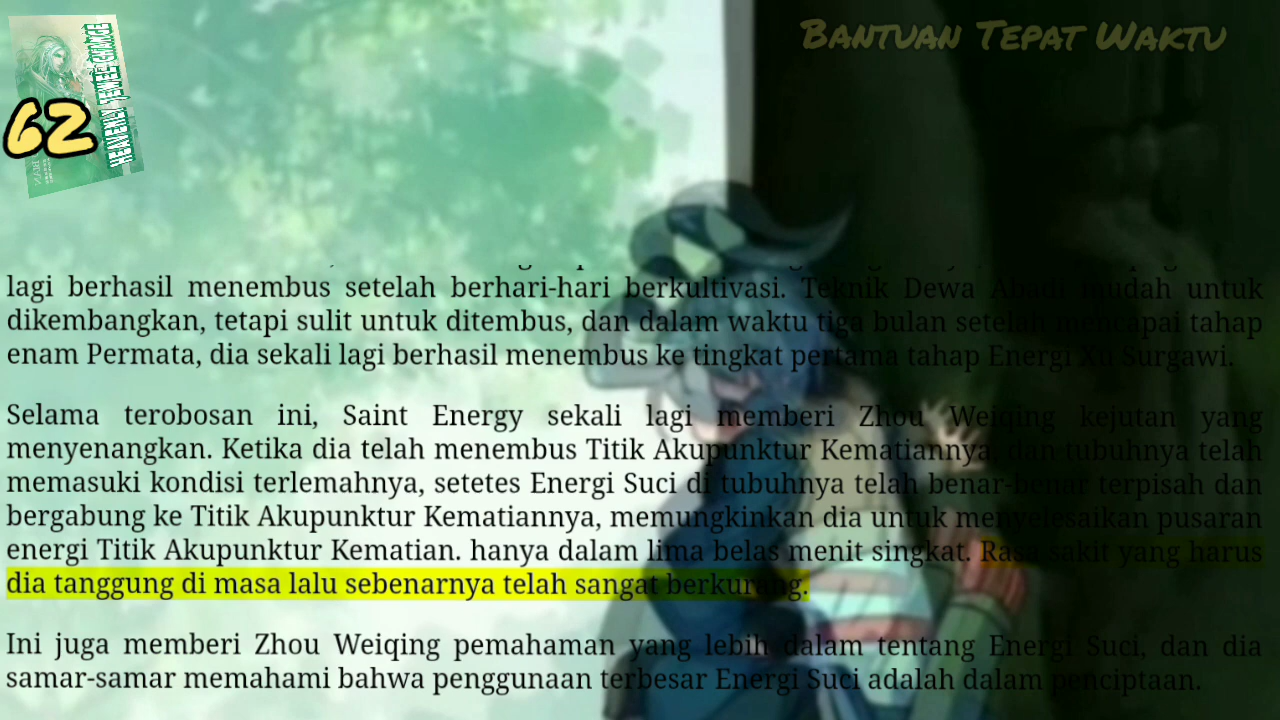 Bantuan Tepat Waktu
HEAVENLY JEWEL CHANGE
62
lagi berhasil menembus setelah berhari-hari berkultivasi. Teknik Dewa Abadi mudah untuk
dikembangkan, tetapi sulit untuk ditembus, dan dalam waktu tiga bulan setelah mencapai tahap
enam Permata, dia sekali lagi berhasil menembus ke tingkat pertama tahap Energi Xu Surgawi.
Selama terobosan ini, Saint Energy sekali lagi memberi Zhou Weiqing kejutan yang
menyenangkan. Ketika dia telah menembus Titik Akupunktur Kematiannya, dan tubuhnya telah
memasuki kondisi terlemahnya, setetes Energi Suci di tubuhnya telah benar-benar terpisah dan
bergabung ke Titik Akupunktur Kematiannya, memungkinkan dia untuk menyelesaikan pusaran
energi Titik Akupunktur Kematian. hanya dalam lima belas menit singkat. Rasa sakit yang harus
dia tanggung di masa lalu sebenarnya telah sangat berkurang.
Ini juga memberi Zhou Weiqing pemahaman yang lebih dalam tentang Energi Suci, dan dia
samar-samar memahami bahwa penggunaan terbesar Energi Suci adalah dalam penciptaan.